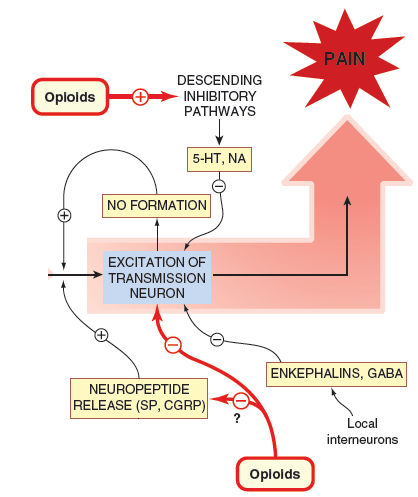 PAIN
Opioids
+
DESCENDING
INHIBITORY
PATHWAYS
5-HT, NA
−
NO FORMATION
+
EXCITATION OF
TRANSMISSION
NEURON
+
−
−
ENKEPHALINS, GABA
NEUROPEPTIDE
RELEASE (SP, CGRP)
−
?
Local
interneurons
Opioids